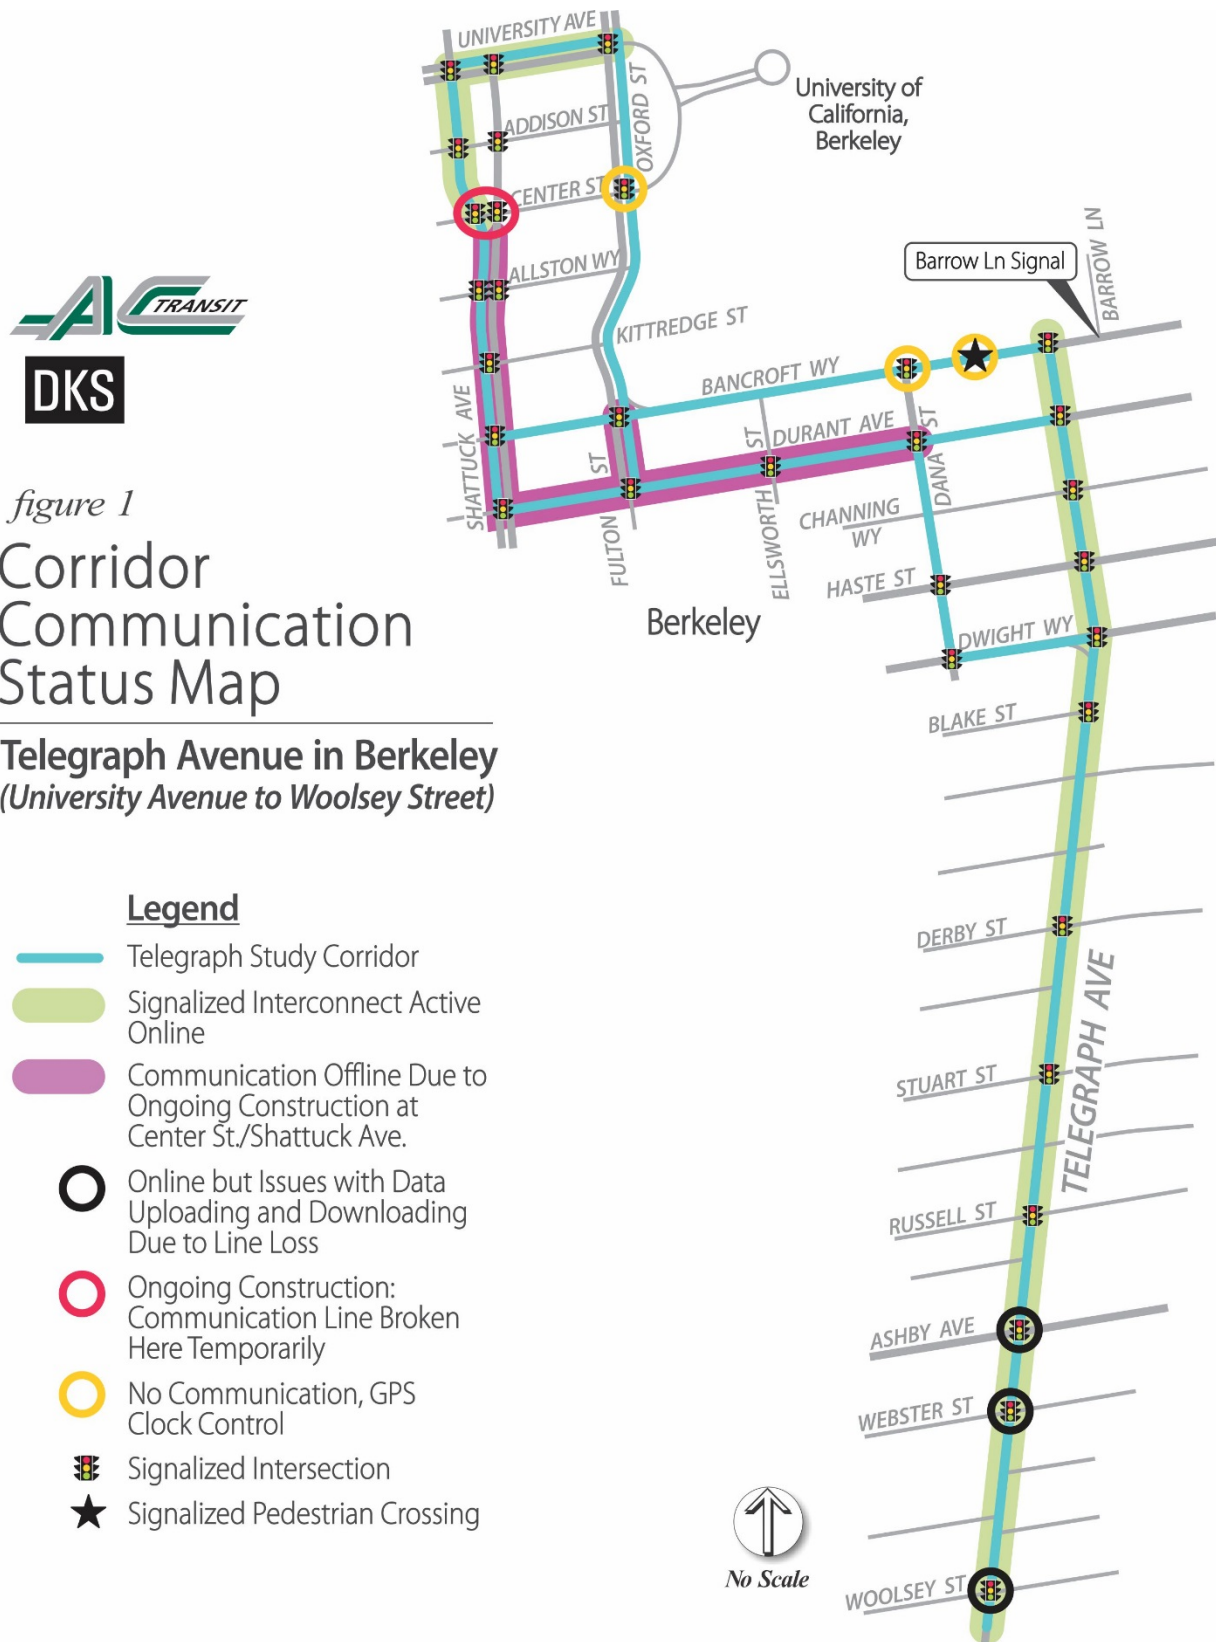 UNIVERSITY AVE
OXFORD ST
University of
California,
Berkeley
ADDISON ST
CENTER ST
ALLSTON WY
BARROW LN
Barrow Ln Signal
KITTREDGE ST
AC TRANSIT
DKS
BANCROFT WY
SHATTUCK AVE
DURANT AVE
FULTON ST
ELLSWORTH ST
DANA ST
CHANNING
WY
HASTE ST
Berkeley
DWIGHT WY
BLAKE ST
figure 1
Corridor
Communication
Status Map
Telegraph Avenue in Berkeley
(University Avenue to Woolsey Street)
DERBY ST
TELEGRAPH AVE
STUART ST
RUSSELL ST
ASHBY AVE
WEBSTER ST
WOOLSEY ST
Legend
Telegraph Study Corridor
Signalized Interconnect Active
Online
Communication Offline Due to
Ongoing Construction at
Center St./Shattuck Ave.
Online but Issues with Data
Uploading and Downloading
Due to Line Loss
Ongoing Construction:
Communication Line Broken
Here Temporarily
No Communication, GPS
Clock Control
Signalized Intersection
Signalized Pedestrian Crossing
No Scale